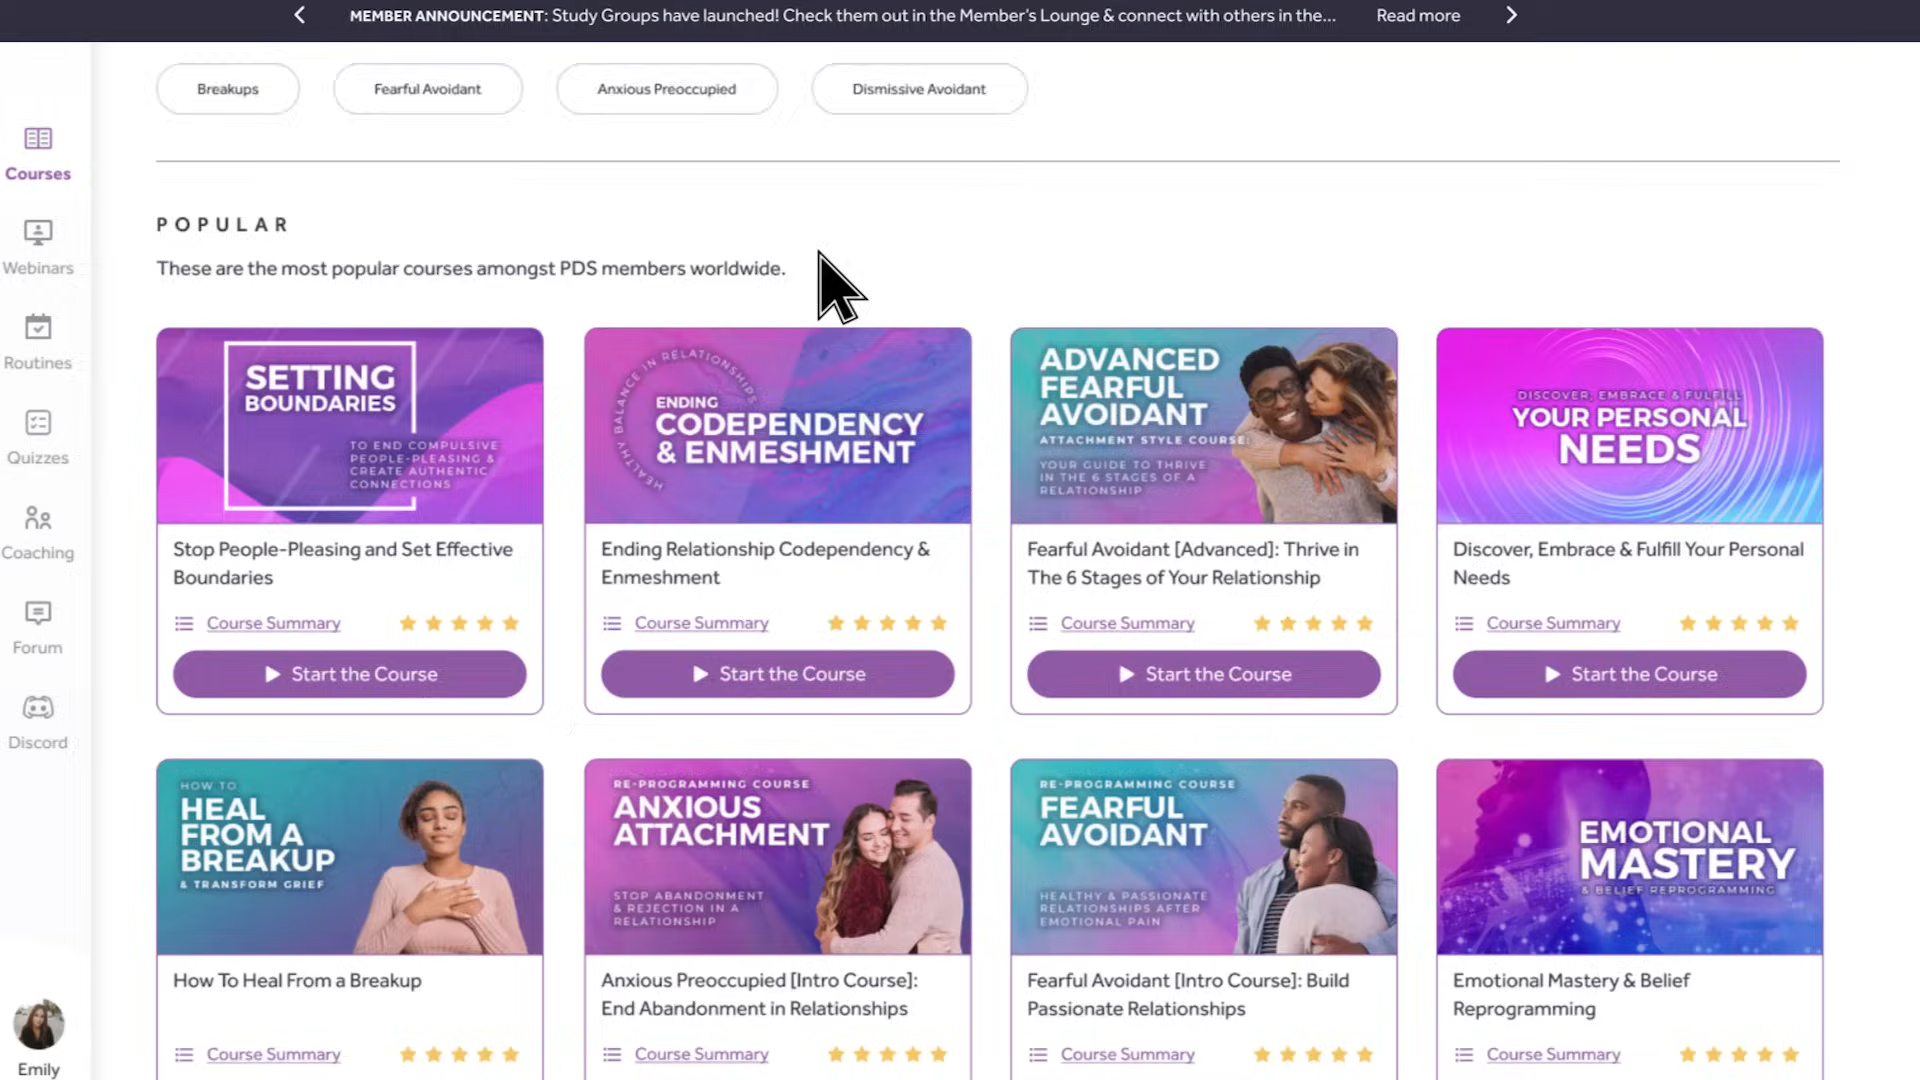 MEMBER ANNOUNCEMENT: Study Groups have launched! Check them out in the Member's Lounge & connect with others in the...
Read more
Breakups
Fearful Avoidant
Anxious Preoccupied
Dismissive Avoidant
Courses
Webinars
Routines
Quizzes
Coaching
Forum
Discord
Emily
POPULAR
These are the most popular courses amongst PDS members worldwide.
SETTING
BOUNDARIES
TO END COMPULSIVE
PEOPLE-PLEASING &
CREATE AUTHENTIC
CONNECTIONS
Stop People-Pleasing and Set Effective
Boundaries
Course Summary
Start the Course
HEALTHY BALANCE IN RELATIONSHIPS
ENDING
CODEPENDENCY
& ENMESHMENT
Ending Relationship Codependency &
Enmeshment
Course Summary
Start the Course
ADVANCED
FEARFUL
AVOIDANT
ATTACHMENT STYLE COURSE:
YOUR GUIDE TO THRIVE
IN THE 6 STAGES OF A
RELATIONSHIP
Fearful Avoidant [Advanced]: Thrive in
The 6 Stages of Your Relationship
Course Summary
Start the Course
DISCOVER, EMBRACE & FULFILL
YOUR PERSONAL
NEEDS
Discover, Embrace & Fulfill Your Personal
Needs
Course Summary
Start the Course
HOW TO
HEAL
FROM A
BREAKUP
& TRANSFORM GRIEF
How To Heal From a Breakup
Course Summary
RE-PROGRAMMING COURSE
ANXIOUS
ATTACHMENT
STOP ABANDONMENT
& REJECTION IN A
RELATIONSHIP
Anxious Preoccupied [Intro Course]:
End Abandonment in Relationships
Course Summary
RE-PROGRAMMING COURSE
FEARFUL
AVOIDANT
HEALTHY & PASSIONATE
RELATIONSHIPS AFTER
EMOTIONAL PAIN
Fearful Avoidant [Intro Course]: Build
Passionate Relationships
Course Summary
EMOTIONAL
MASTERY
& BELIEF REPROGRAMMING
Emotional Mastery & Belief
Reprogramming
Course Summary